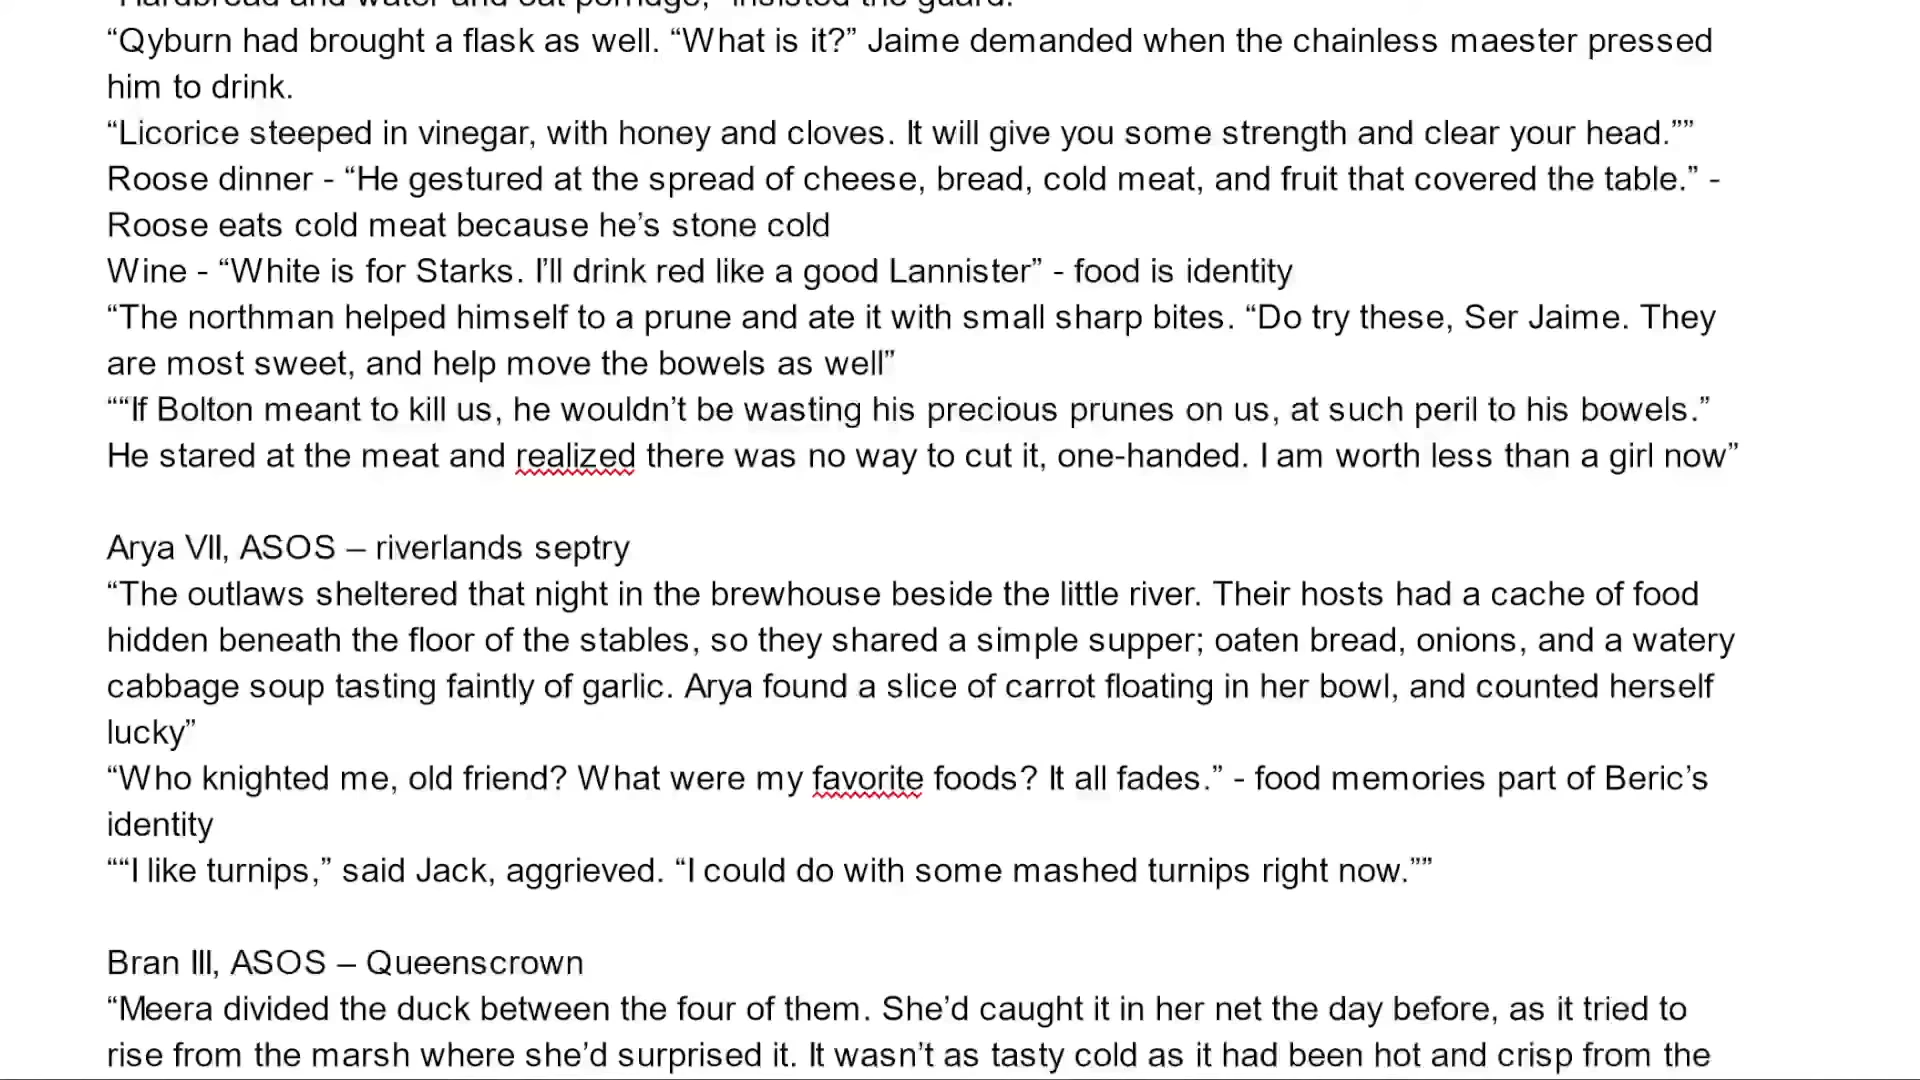 "Hardbread and water and oat porridge," insisted the guard.
“Qyburn had brought a flask as well. “What is it?” Jaime demanded when the chainless maester pressed
him to drink.
“Licorice steeped in vinegar, with honey and cloves. It will give you some strength and clear your head.””
Roose dinner - “He gestured at the spread of cheese, bread, cold meat, and fruit that covered the table.” -
Roose eats cold meat because he’s stone cold
Wine - “White is for Starks. I’ll drink red like a good Lannister” - food is identity
“The northman helped himself to a prune and ate it with small sharp bites. “Do try these, Ser Jaime. They
are most sweet, and help move the bowels as well”
““If Bolton meant to kill us, he wouldn’t be wasting his precious prunes on us, at such peril to his bowels.”
He stared at the meat and realized there was no way to cut it, one-handed. I am worth less than a girl now”
Arya VII, ASOS – riverlands septry
“The outlaws sheltered that night in the brewhouse beside the little river. Their hosts had a cache of food
hidden beneath the floor of the stables, so they shared a simple supper; oaten bread, onions, and a watery
cabbage soup tasting faintly of garlic. Arya found a slice of carrot floating in her bowl, and counted herself
lucky”
“Who knighted me, old friend? What were my favorite foods? It all fades.” - food memories part of Beric’s
identity
““I like turnips,” said Jack, aggrieved. “I could do with some mashed turnips right now.””
Bran III, ASOS – Queenscrown
“Meera divided the duck between the four of them. She’d caught it in her net the day before, as it tried to
rise from the marsh where she’d surprised it. It wasn’t as tasty cold as it had been hot and crisp from the